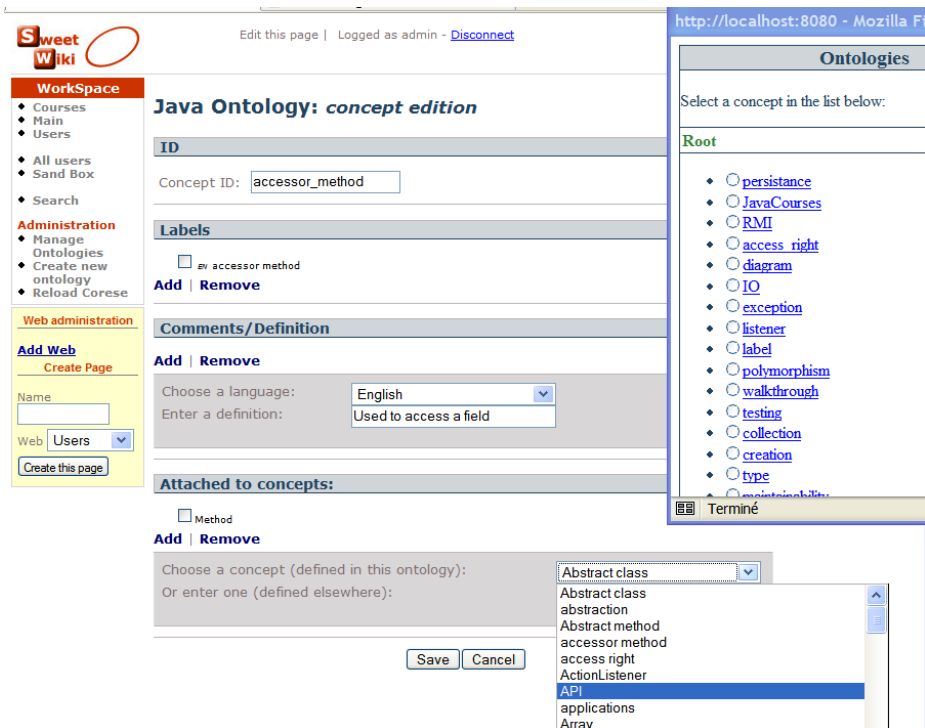 Sweet
Wiki
Edit this page | Logged as admin - Disconnect
WorkSpace
Courses
Main
Users
All users
Sand Box
Search
Administration
Manage
Ontologies
Create new
ontology
Reload Corese
Web administration
Add Web
Create Page
Name
Web Users
Create this page
Java Ontology: concept edition
ID
Concept ID: accessor_method
Labels
EN accessor method
Add | Remove
Comments/Definition
Add | Remove
Choose a language: English
Enter a definition: Used to access a field
Attached to concepts:
Method
Add | Remove
Choose a concept (defined in this ontology): Abstract class
Or enter one (defined elsewhere):
Abstract class
abstraction
Abstract method
accessor method
access right
ActionListener
API
applications
Array
Save Cancel
http://localhost:8080 - Mozilla Fi
Ontologies
Select a concept in the list below:
Root
persistance
JavaCourses
RMI
access_right
diagram
IO
exception
listener
label
polymorphism
walkthrough
testing
collection
creation
type
maintainability
Terminé